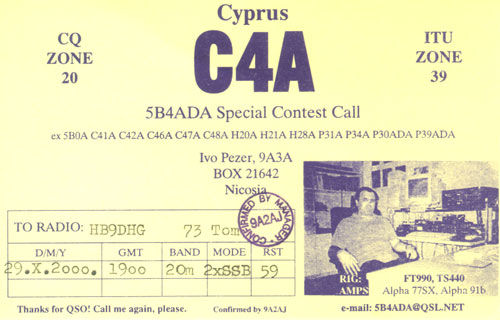 Cyprus
CQ
ZONE
20
C4A
ITU
ZONE
39
5B4ADA Special Contest Call
ex 5B0A C41A C42A C46A C47A C48A H20A H21A H28A P31A P34A P30ADA P39ADA
Ivo Pezer, 9A3A
BOX 21642
Nicosia
CONFIRMED BY MANAGER
9A2AJ
TO RADIO: HB9DHG 73 Tom
D/M/Y GMT BAND MODE RST
29.X.2000. 1900 20m 2xSSB 59
RIG: FT990, TS440
AMPS Alpha 77SX, Alpha 91b
Thanks for QSO! Call me again, please. Confirmed by 9A2AJ
e-mail: 5B4ADA@QSL.NET